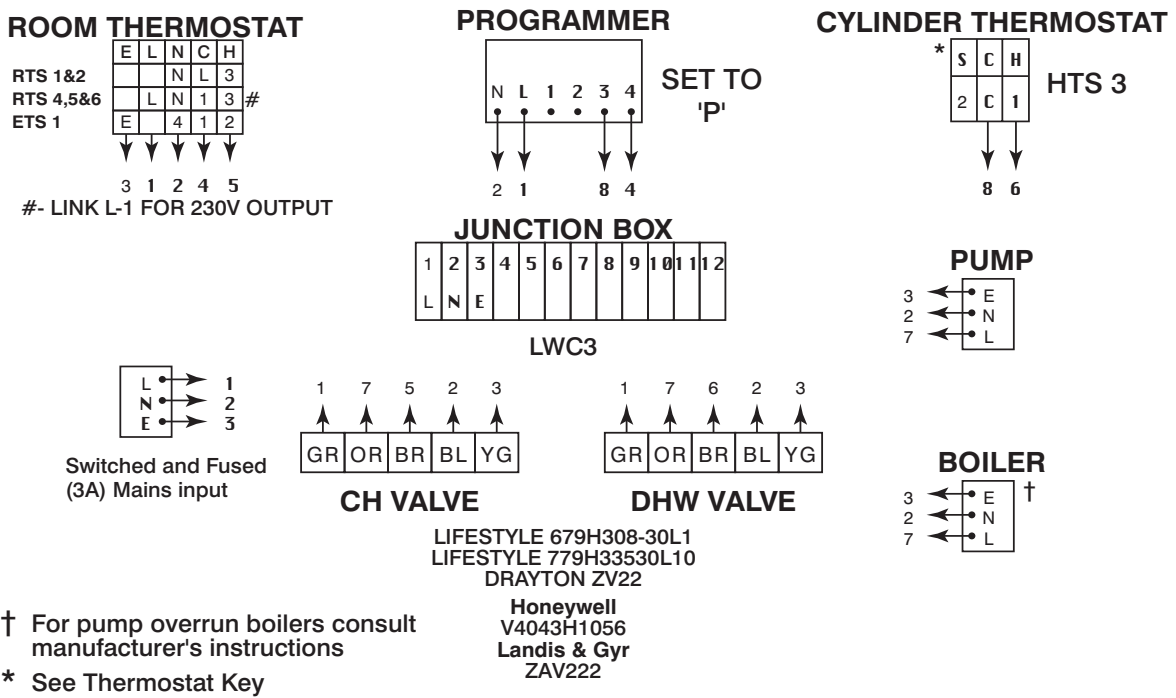 ROOM THERMOSTAT
E L N C H
RTS 1&2 N L 3
RTS 4,5&6 L N 1 3 #
ETS 1 E 4 1 2
3 1 2 4 5
#- LINK L-1 FOR 230V OUTPUT
PROGRAMMER
N L 1 2 3 4
2 1 8 4
SET TO
'P'
CYLINDER THERMOSTAT
* S C H
2 C 1
HTS 3
8 6
JUNCTION BOX
1 2 3 4 5 6 7 8 9 10 11 12
L N E
LWC3
PUMP
3 E
2 N
7 L
L 1
N 2
E 3
Switched and Fused
(3A) Mains input
1 7 5 2 3
GR OR BR BL YG
CH VALVE
1 7 6 2 3
GR OR BR BL YG
DHW VALVE
BOILER
3 E †
2 N
7 L
LIFESTYLE 679H308-30L1
LIFESTYLE 779H33530L10
DRAYTON ZV22
Honeywell
V4043H1056
Landis & Gyr
ZAV222
† For pump overrun boilers consult
manufacturer's instructions
* See Thermostat Key